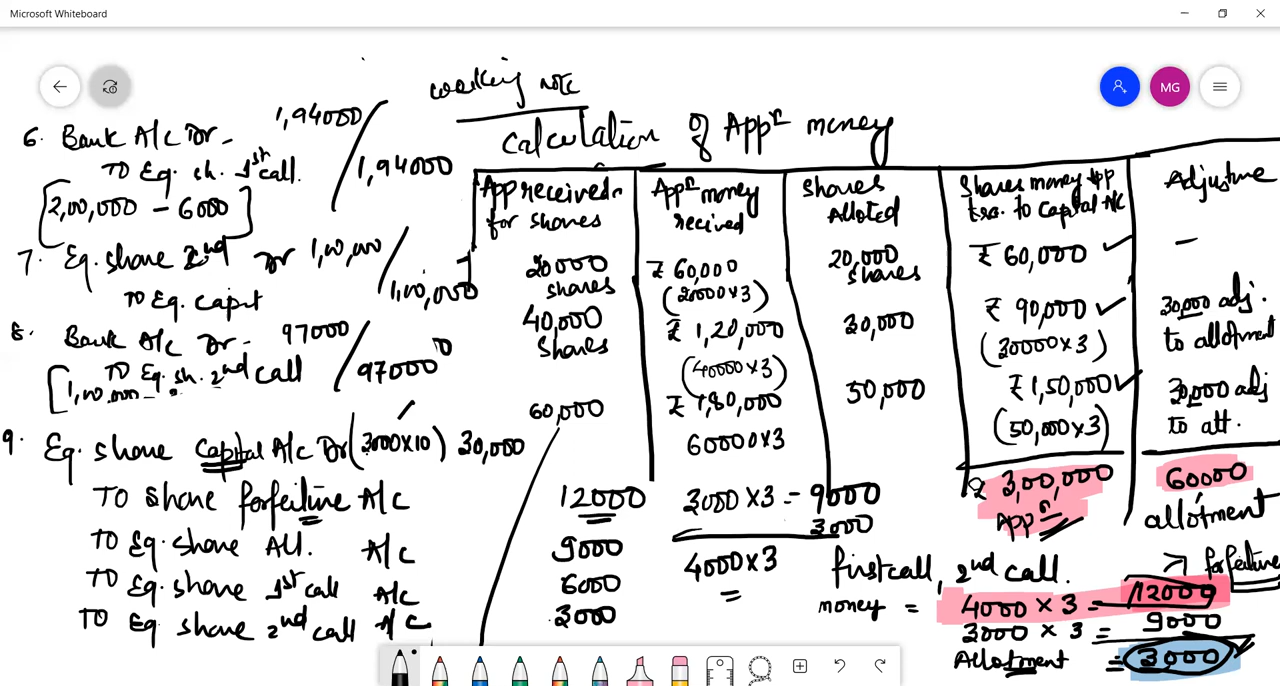 Microsoft Whiteboard
MG
working note
Calculation of Appn money
6. Bank A/c Dr - 1,94000
To Eq. sh. 1st call. 1,94000
[2,00,000 - 6000]
7. Eq. share 2nd Dr 1,00,000
To Eq. capit 1,00,000
8. Bank A/c Dr - 97000
To Eq. sh. 2nd call 97000
[1,00,000 -
9. Eq. share Capital A/c Dr (3000x10) 30,000
To Share forfeiture A/c 12000
To Eq. share All. A/c 9000
To Eq. share 1st call A/c 6000
To Eq share 2nd call A/c 3000
App received for shares
20000 shares
40,000 Shares
60,000
Appn money recived
₹ 60,000
(20000x3)
₹ 1,20,000
(40000x3)
₹ 1,80,000
60000x3
3000 x 3 = 9000
3000
4000 x 3
Shares Alloted
20,000 shares
30,000
50,000
Shares money app tra. to Capital A/c
₹ 60,000
₹ 90,000
(30000x3)
₹ 1,50,000
(50,000x3)
3,00,000
Appn
Adjustme
-
30,000 adj.
to allotment
30,000 adj
to att.
60000
allotment
forfeiture
first call, 2nd call.
money = 4000 x 3 = 12000
3000 x 3 = 9000
Allotment = 3000